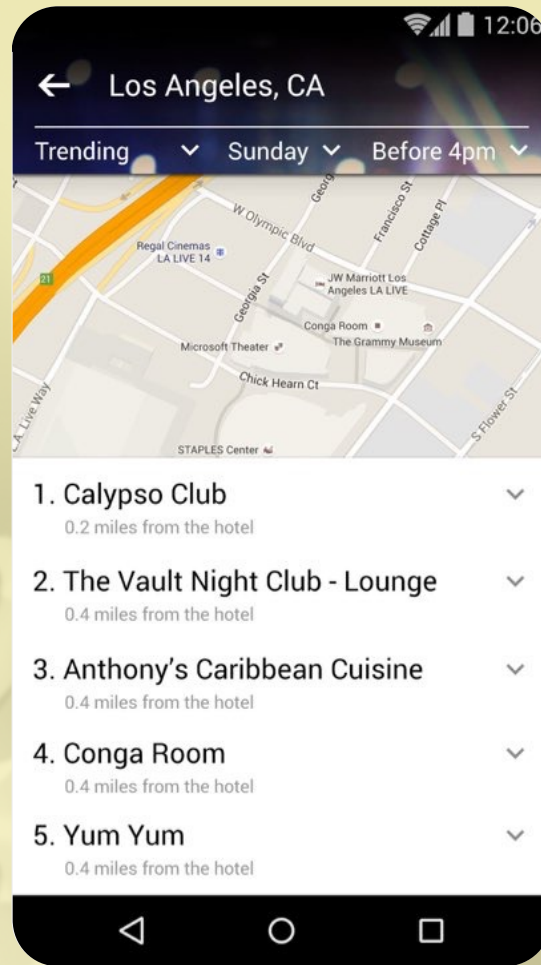 12:06
Los Angeles, CA
Trending Sunday Before 4pm
Georg
Francisco St
Cottage Pl
W Olympic Blvd
Regal Cinemas
LA LIVE 14
21
JW Marriott Los
Angeles LA LIVE
Georgia St
Conga Room
The Grammy Museum
Microsoft Theater
Chick Hearn Ct
L.A. Live Way
S Flower St
STAPLES Center
1. Calypso Club
0.2 miles from the hotel
2. The Vault Night Club - Lounge
0.4 miles from the hotel
3. Anthony’s Caribbean Cuisine
0.4 miles from the hotel
4. Conga Room
0.4 miles from the hotel
5. Yum Yum
0.4 miles from the hotel